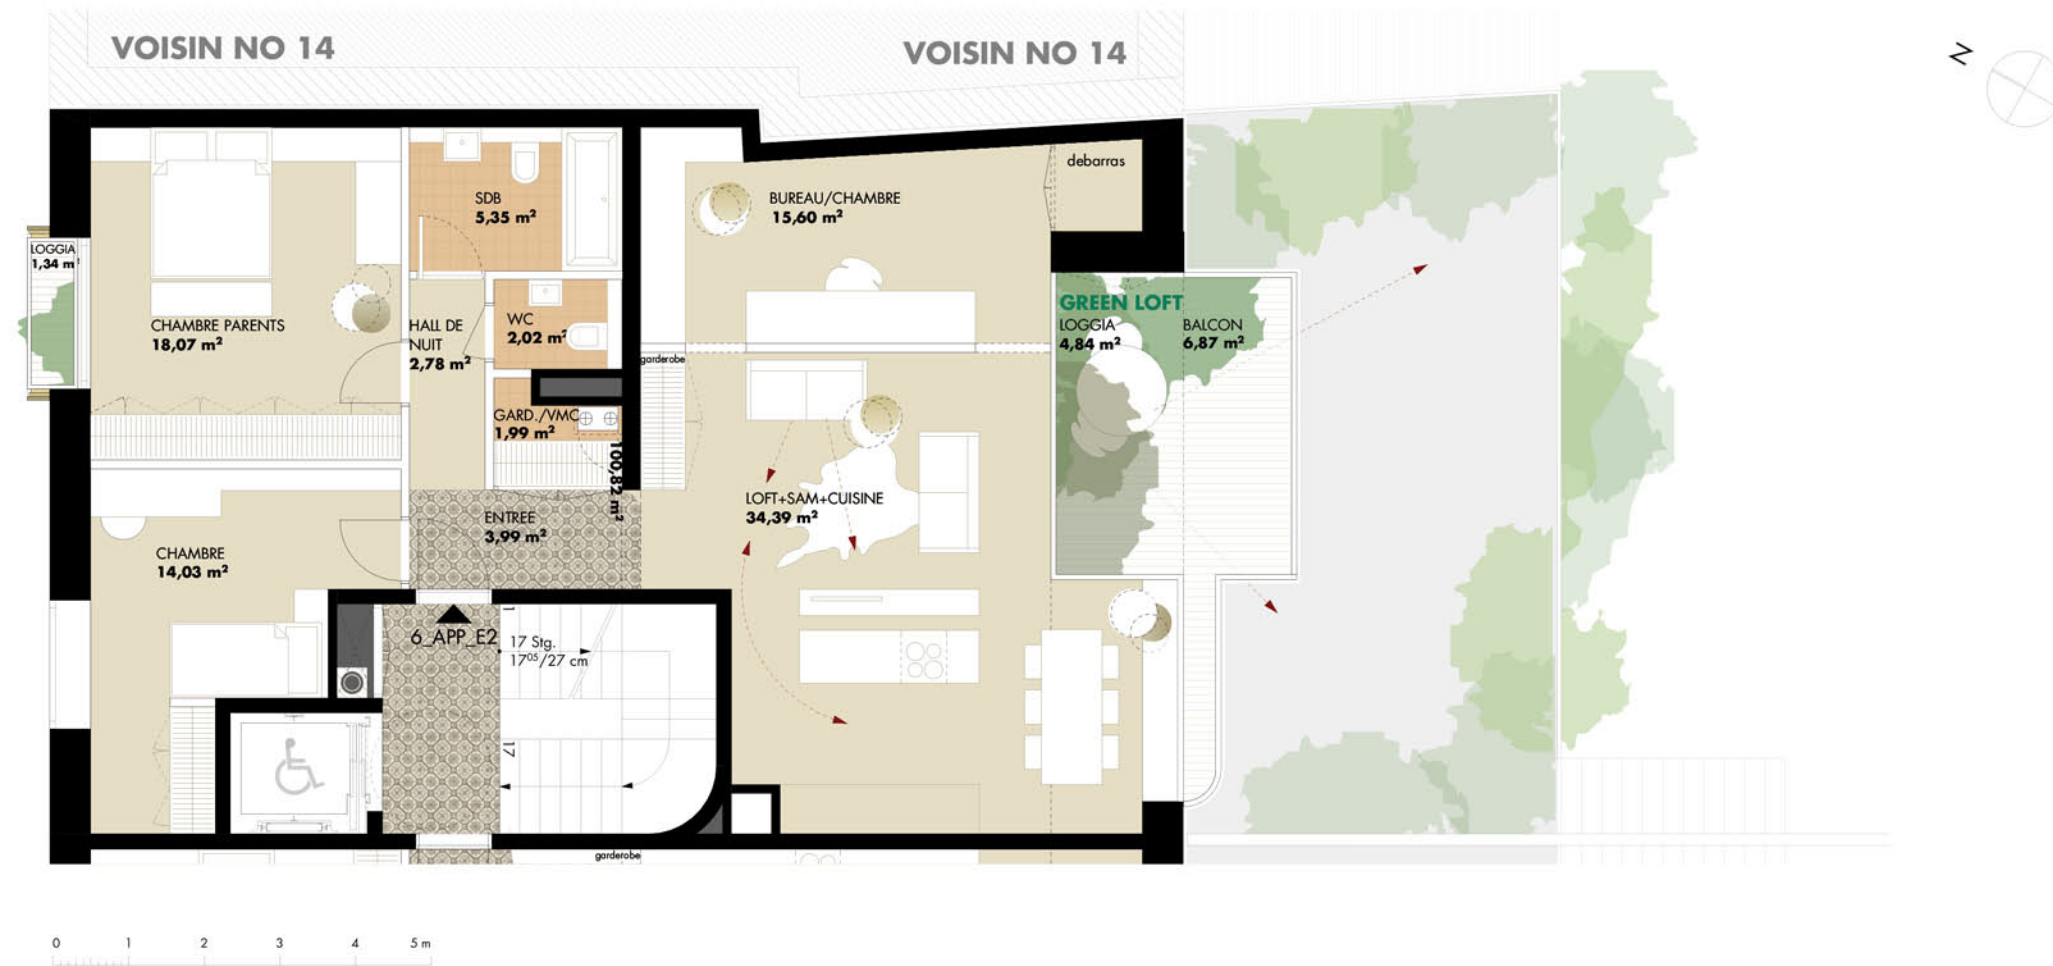 VOISIN NO 14
VOISIN NO 14
N
debarras
SDB
5,35 m²
BUREAU/CHAMBRE
15,60 m²
LOGGIA
1,34 m²
GREEN LOFT
LOGGIA
4,84 m²
BALCON
6,87 m²
CHAMBRE PARENTS
18,07 m²
HALL DE
NUIT
2,78 m²
WC
2,02 m²
garderobe
GARD./VMC
1,99 m²
100,82 m²
LOFT+SAM+CUISINE
34,39 m²
ENTREE
3,99 m²
CHAMBRE
14,03 m²
6_APP_E2
1
17 Stg.
17⁰⁵/27 cm
17
garderobe
0 1 2 3 4 5 m